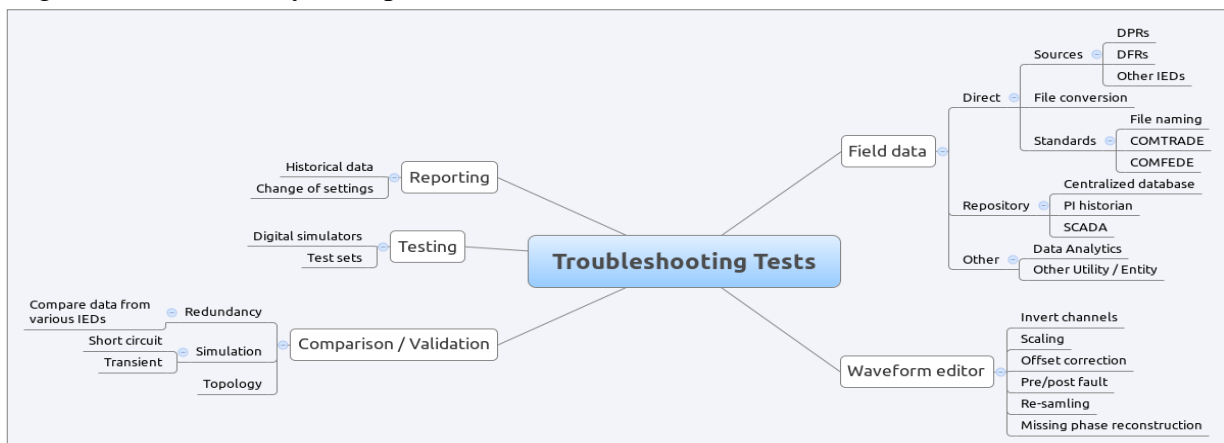 Troubleshooting Tests
Reporting
Historical data
Change of settings
Testing
Digital simulators
Test sets
Comparison / Validation
Redundancy
Compare data from
various IEDs
Simulation
Short circuit
Transient
Topology
Field data
Direct
Sources
DPRs
DFRs
Other IEDs
File conversion
Standards
File naming
COMTRADE
COMFEDE
Repository
Centralized database
PI historian
SCADA
Other
Data Analytics
Other Utility / Entity
Waveform editor
Invert channels
Scaling
Offset correction
Pre/post fault
Re-samling
Missing phase reconstruction